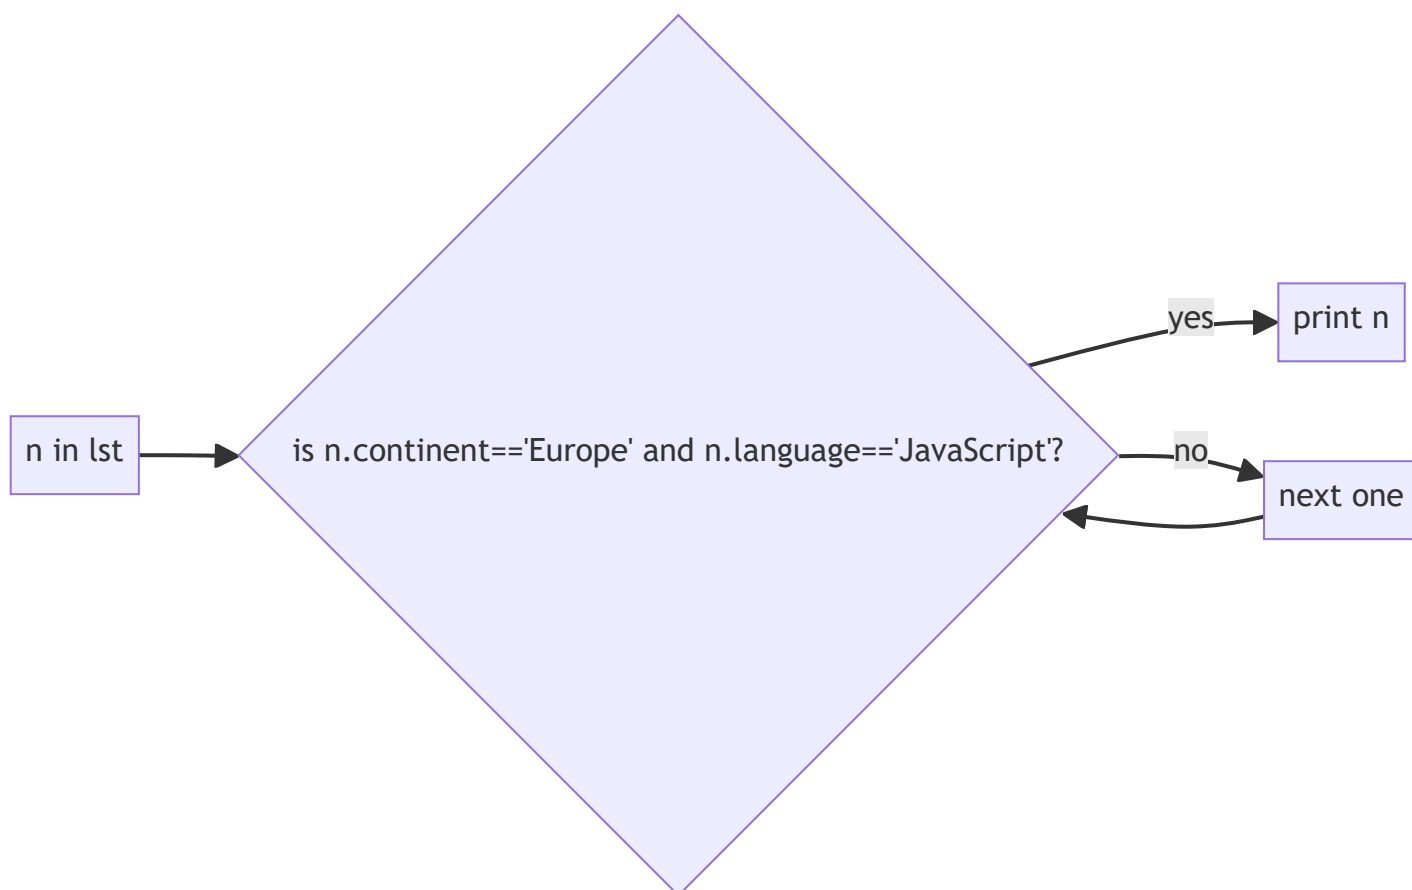 n in lst
is n.continent=='Europe' and n.language=='JavaScript'?
yes
print n
no
next one